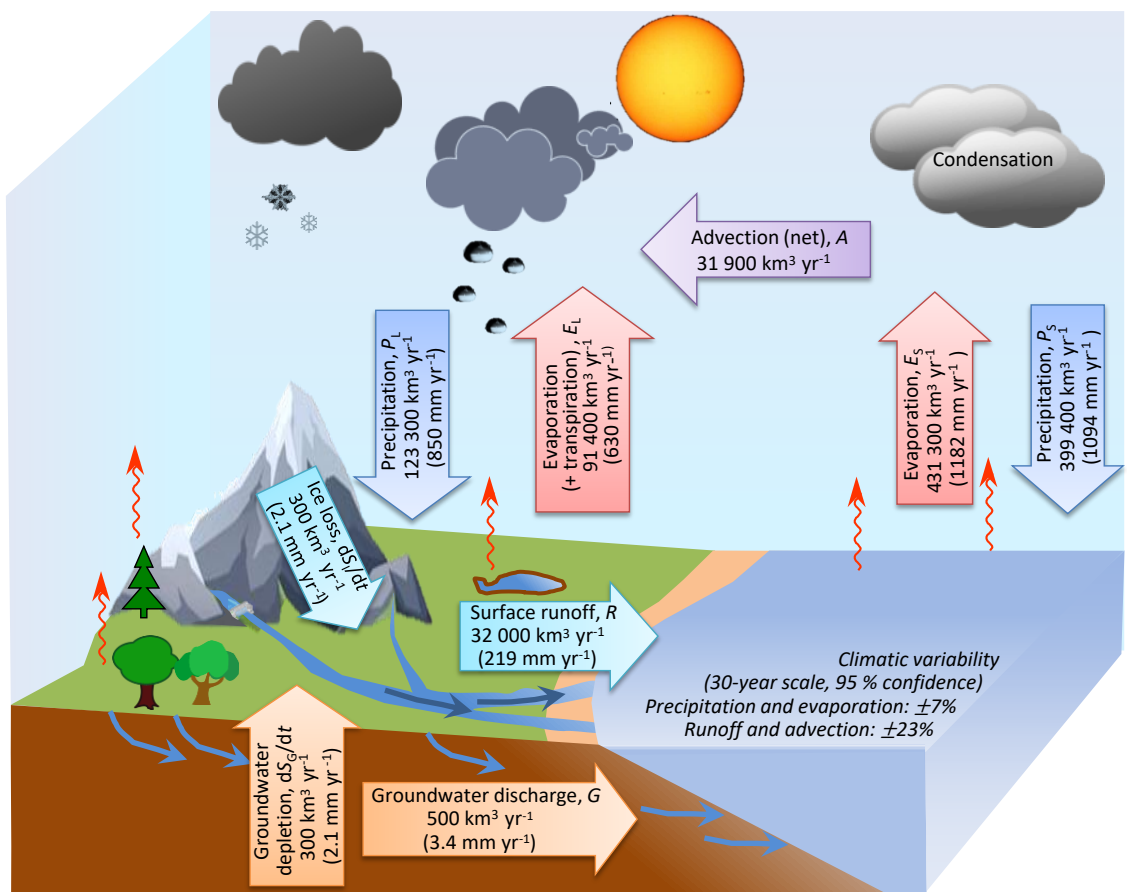 Condensation
Advection (net), A
31 900 km³ yr⁻¹
Precipitation, P_L
123 300 km³ yr⁻¹
(850 mm yr⁻¹)
Evaporation
(+ transpiration), E_L
91 400 km³ yr⁻¹
(630 mm yr⁻¹)
Evaporation, E_S
431 300 km³ yr⁻¹
(1182 mm yr⁻¹)
Precipitation, P_S
399 400 km³ yr⁻¹
(1094 mm yr⁻¹)
Ice loss, dS_I/dt
300 km³ yr⁻¹
(2.1 mm yr⁻¹)
Surface runoff, R
32 000 km³ yr⁻¹
(219 mm yr⁻¹)
Climatic variability
(30-year scale, 95 % confidence)
Precipitation and evaporation: ±7%
Runoff and advection: ±23%
Groundwater
depletion, dS_G/dt
300 km³ yr⁻¹
(2.1 mm yr⁻¹)
Groundwater discharge, G
500 km³ yr⁻¹
(3.4 mm yr⁻¹)